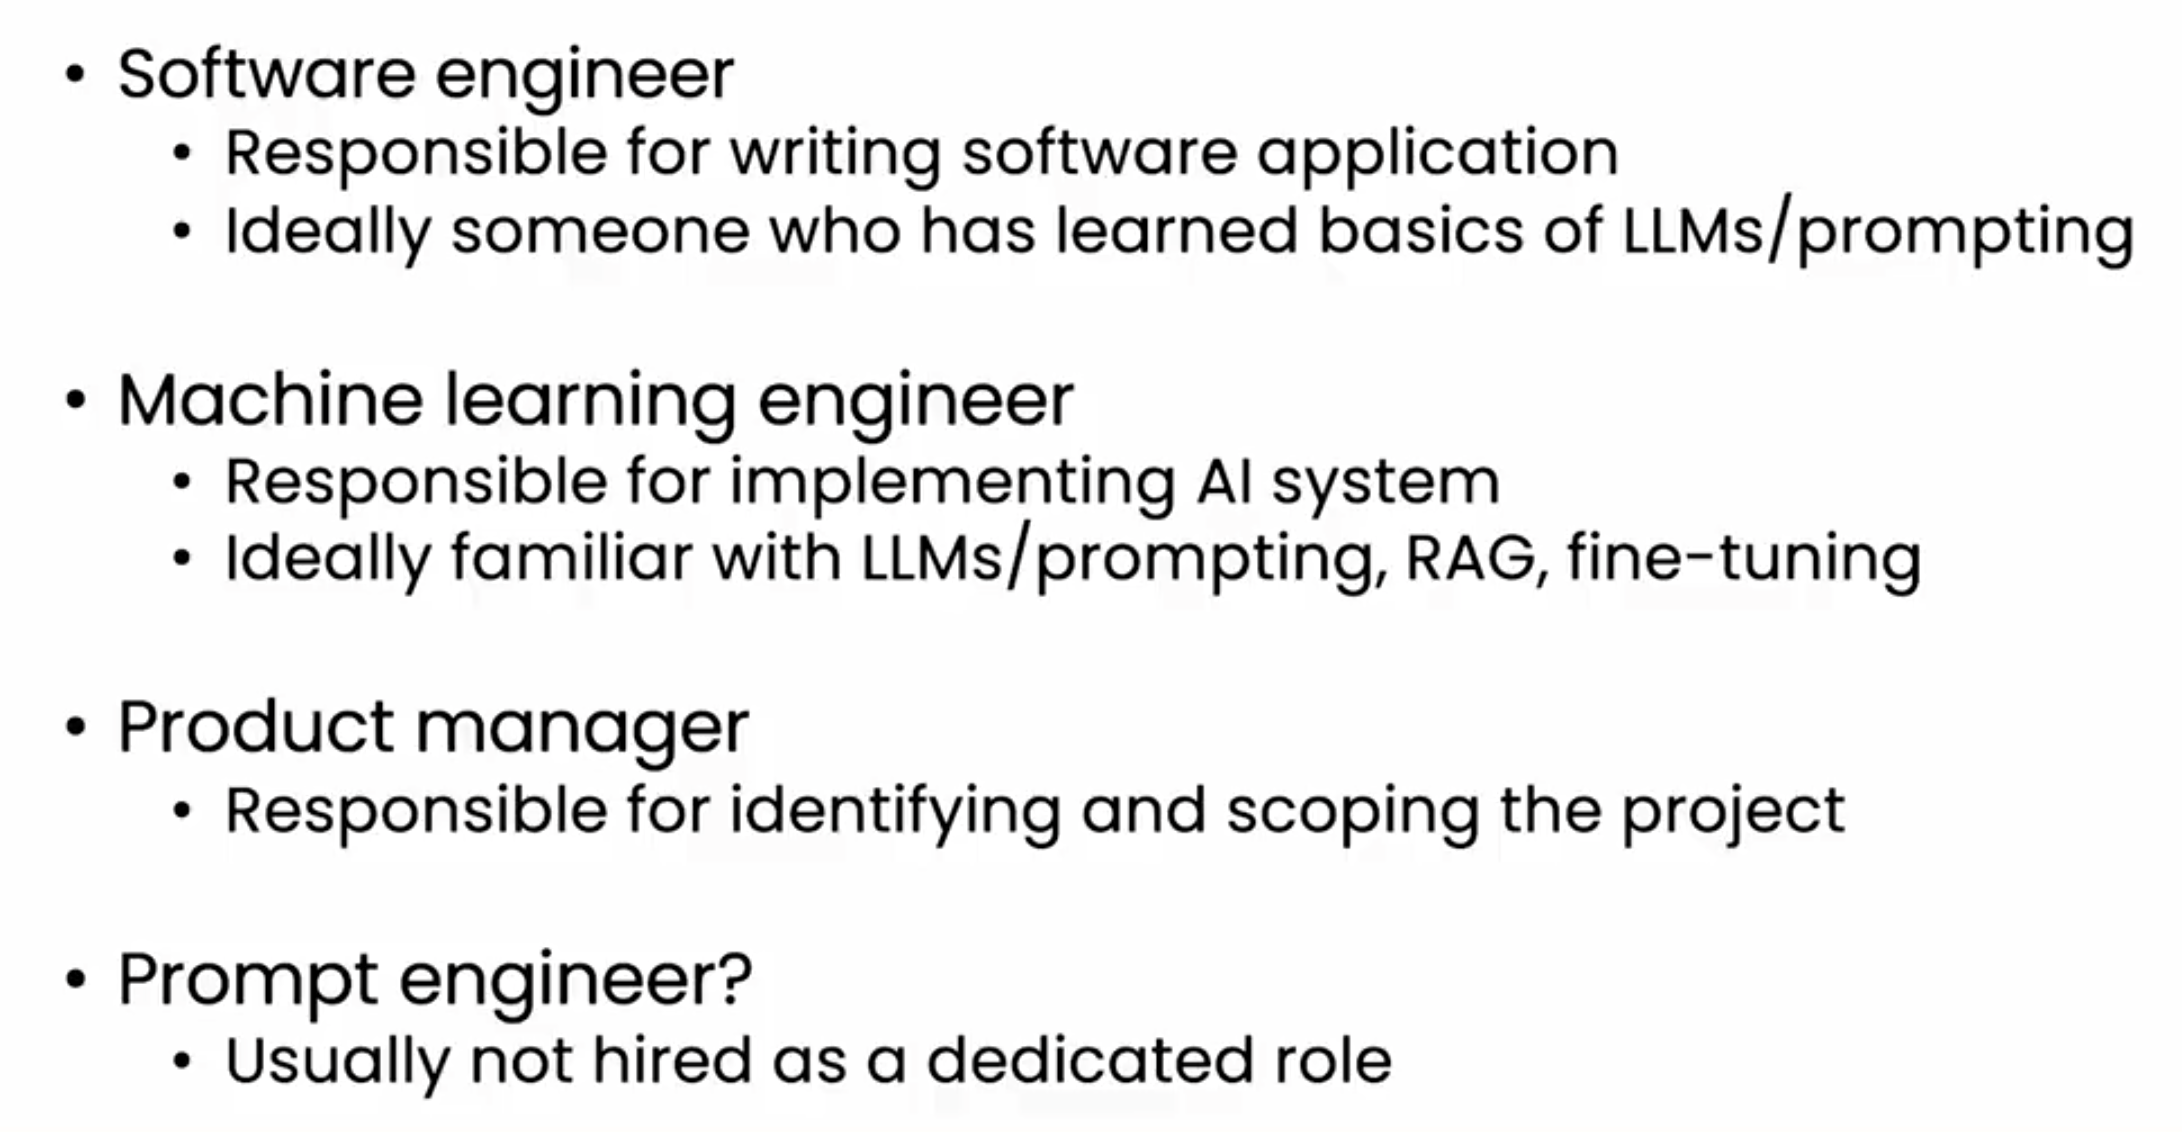 • Software engineer
• Responsible for writing software application
• Ideally someone who has learned basics of LLMs/prompting
• Machine learning engineer
• Responsible for implementing AI system
• Ideally familiar with LLMs/prompting, RAG, fine-tuning
• Product manager
• Responsible for identifying and scoping the project
• Prompt engineer?
• Usually not hired as a dedicated role